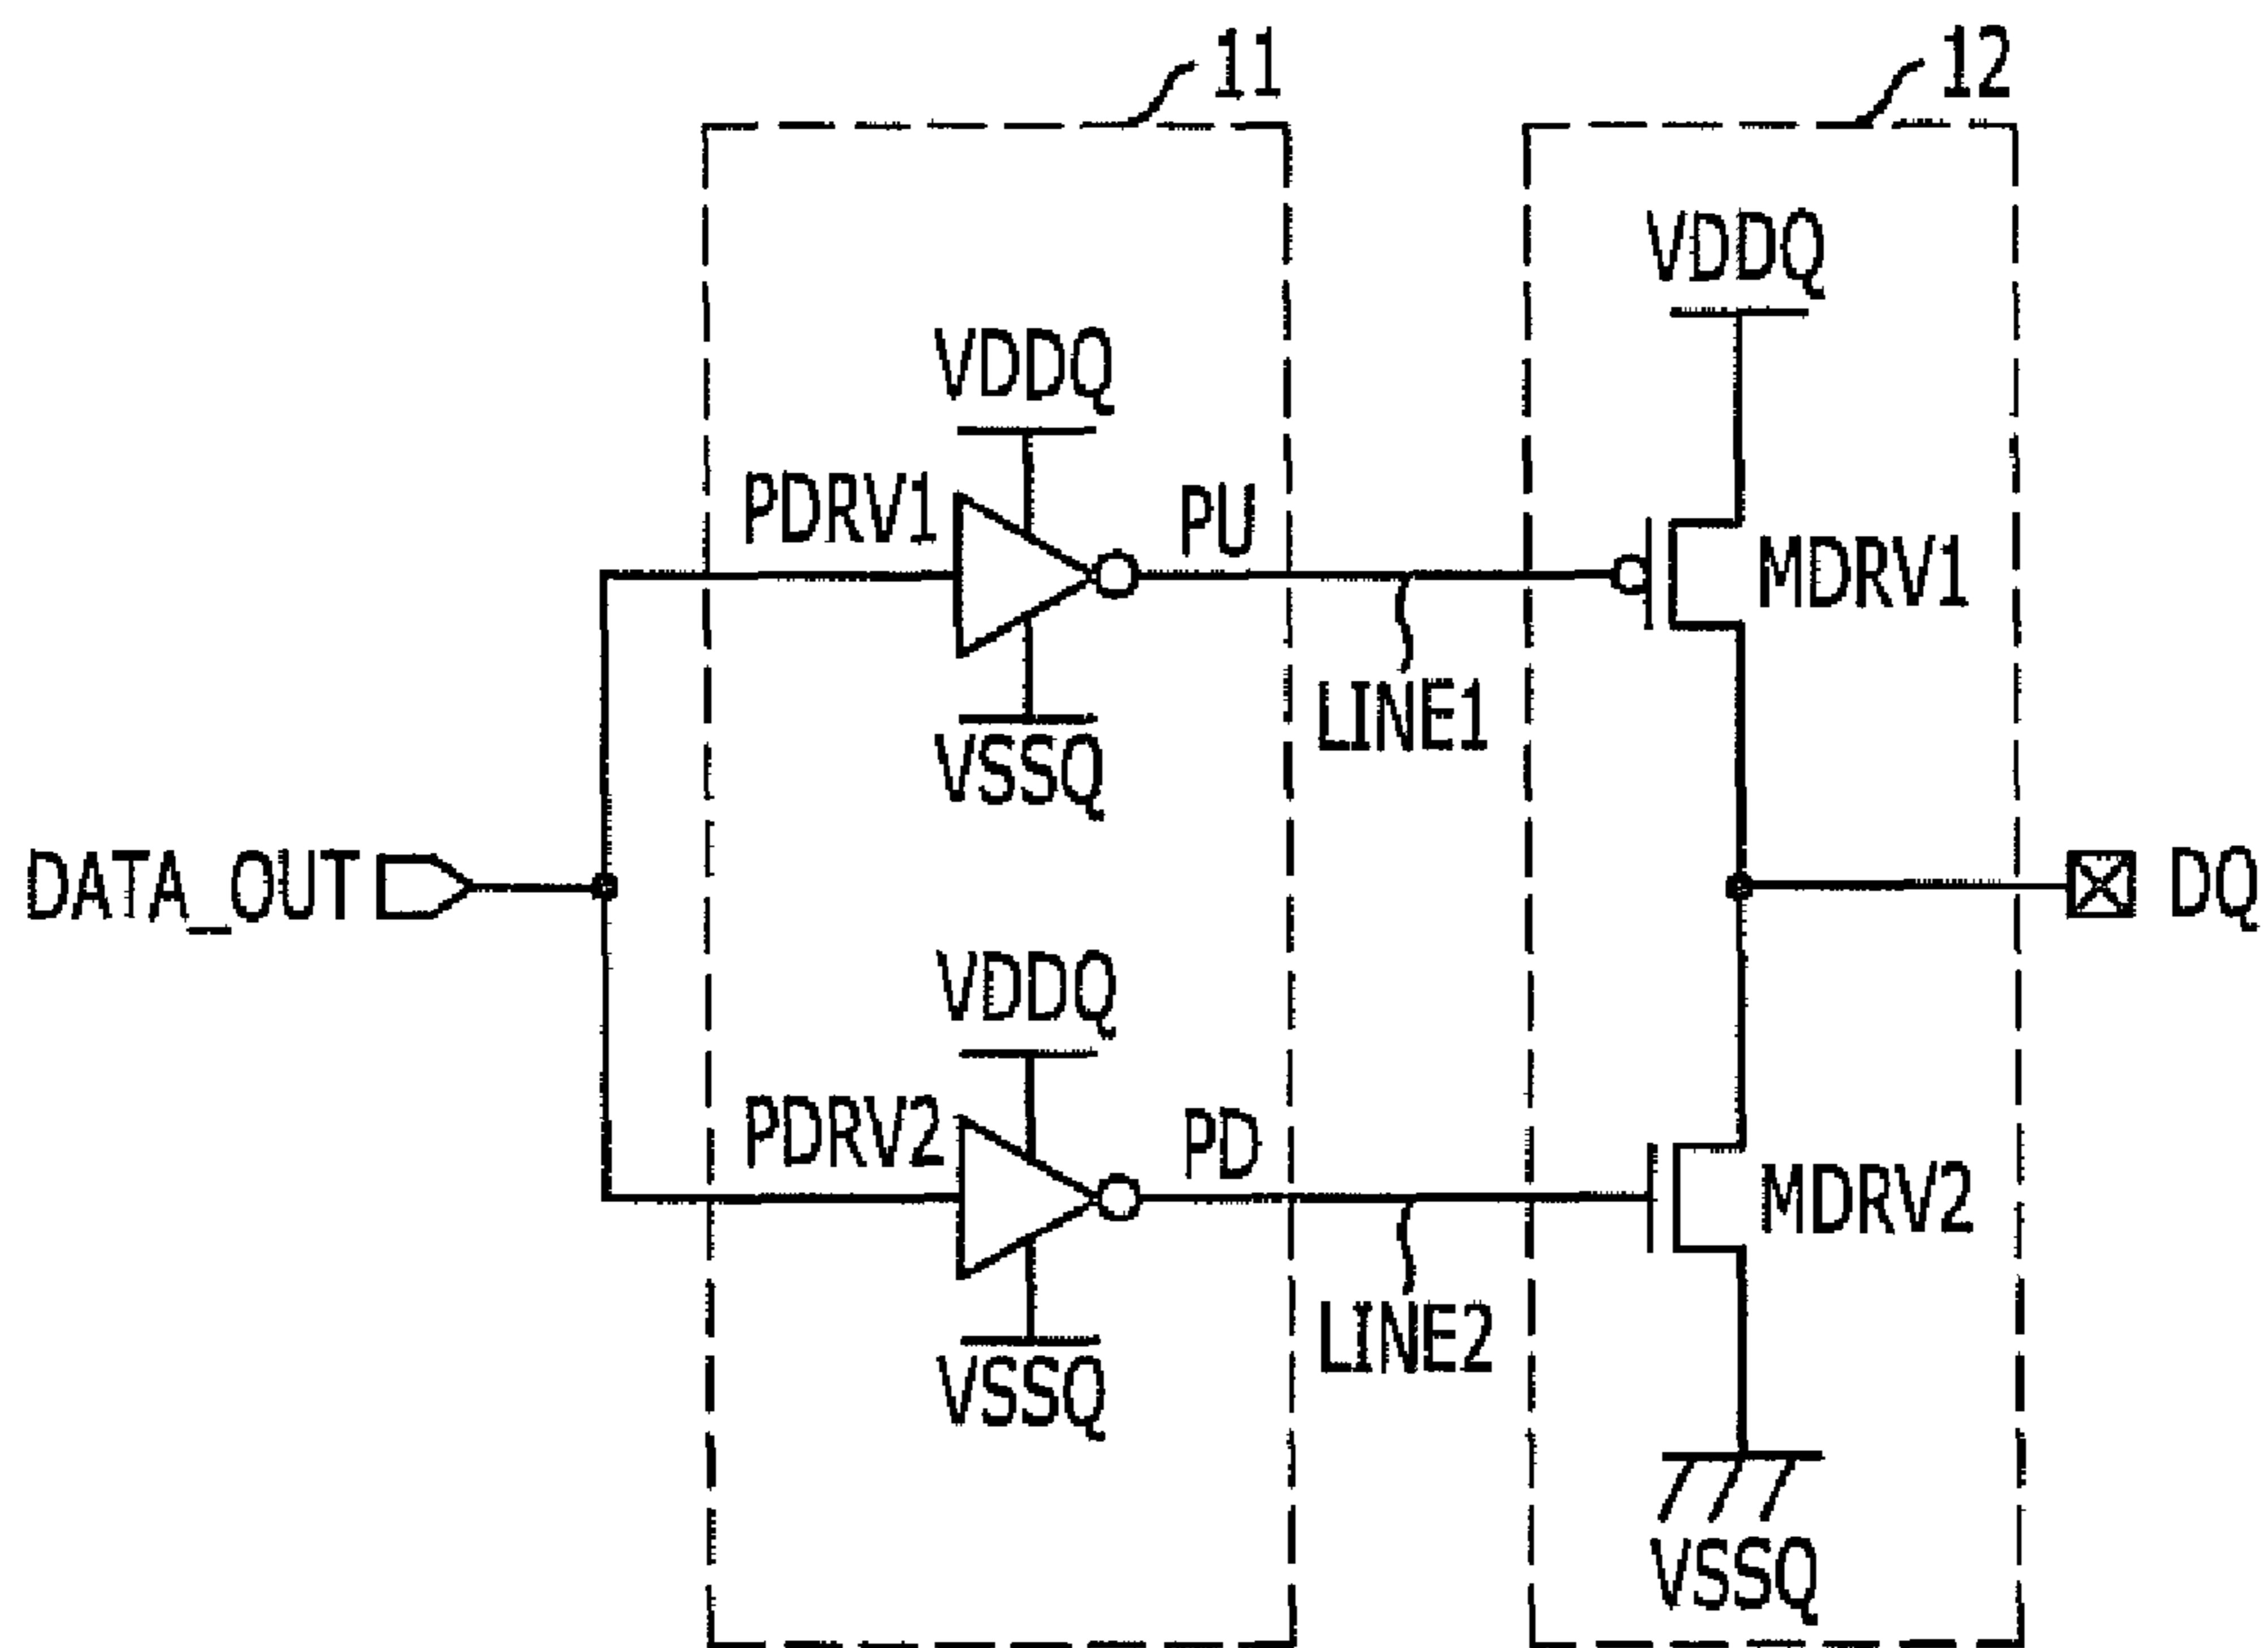 11
12
VDDQ
VDDQ
PDRV1
PU
MDRV1
LINE1
VSSQ
DATA_OUT
DQ
VDDQ
PDRV2
PD
MDRV2
LINE2
VSSQ
VSSQ